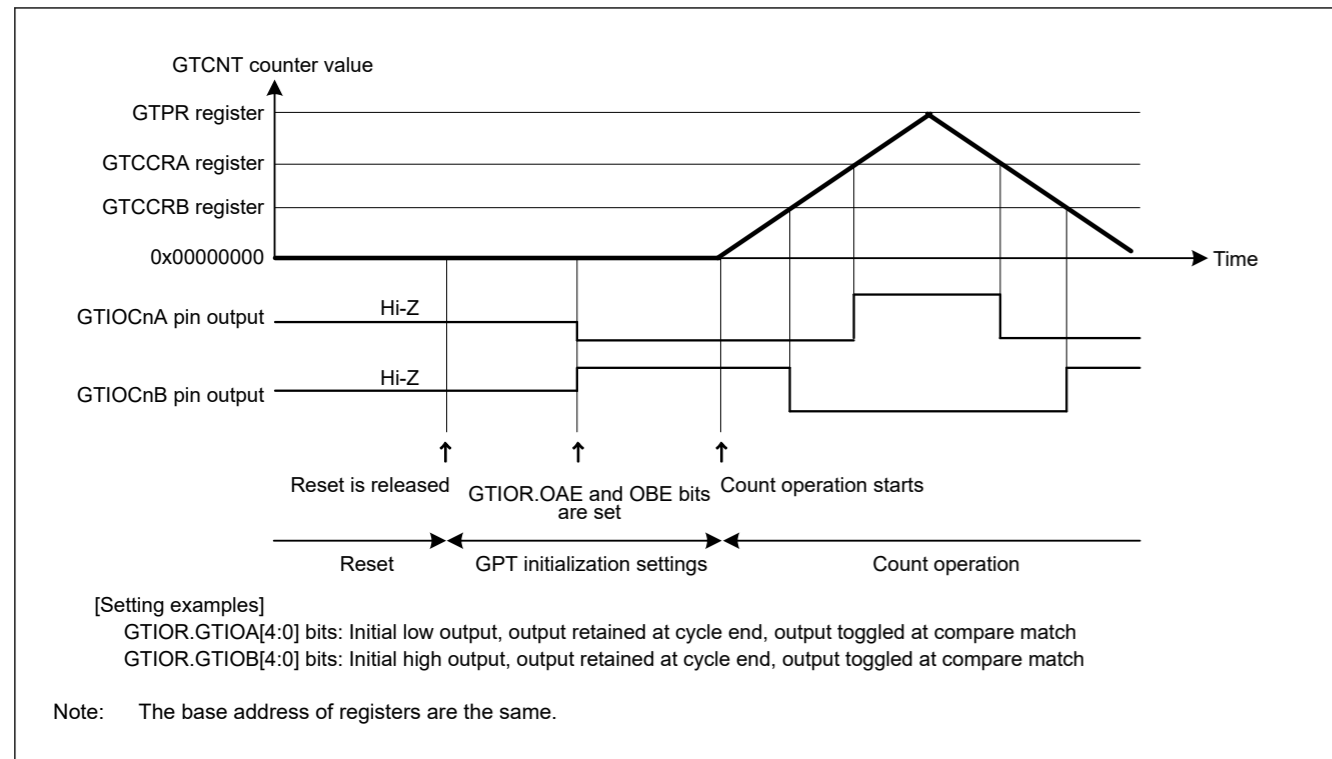 GTCNT counter value
GTPR register
GTCCRA register
GTCCRB register
0x00000000
Time
Hi-Z
GTIOCnA pin output
Hi-Z
GTIOCnB pin output
↑ ↑ ↑
Reset is released
GTIOR.OAE and OBE bits
are set
Count operation starts
Reset
GPT initialization settings
Count operation
[Setting examples]
GTIOR.GTIOA[4:0] bits: Initial low output, output retained at cycle end, output toggled at compare match
GTIOR.GTIOB[4:0] bits: Initial high output, output retained at cycle end, output toggled at compare match
Note: The base address of registers are the same.